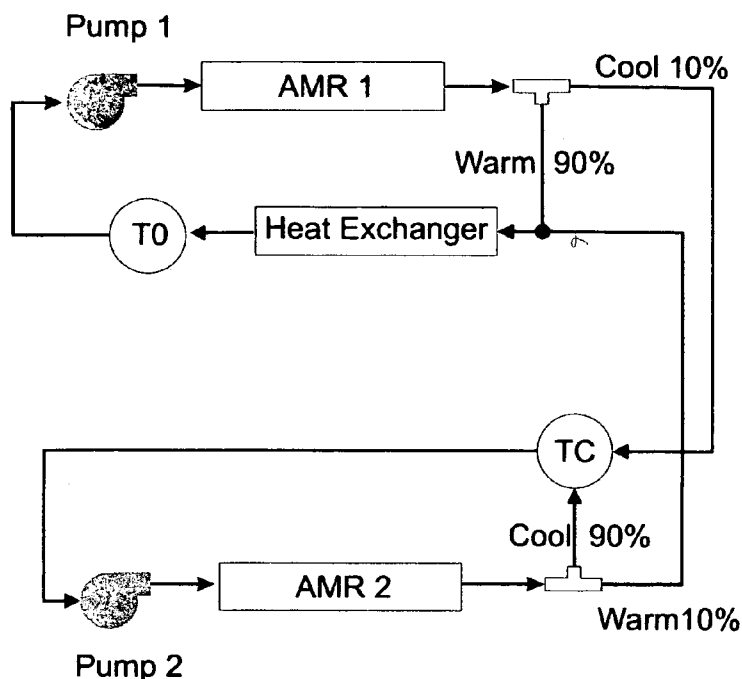 Pump 1
AMR 1
Cool 10%
Warm 90%
T0
Heat Exchanger
TC
Cool 90%
AMR 2
Warm10%
Pump 2